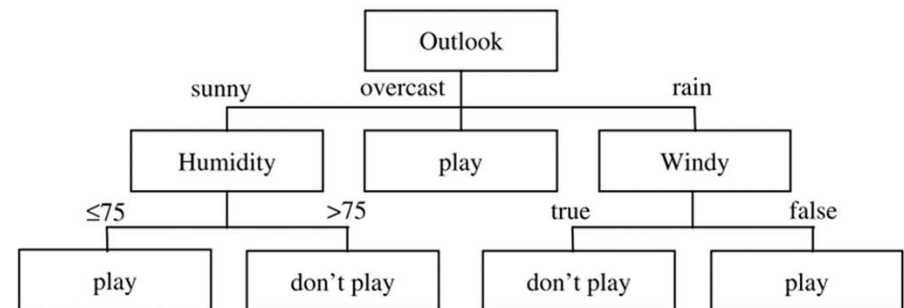 Outlook
sunny overcast rain
Humidity play Windy
≤75 >75 true false
play don’t play don’t play play